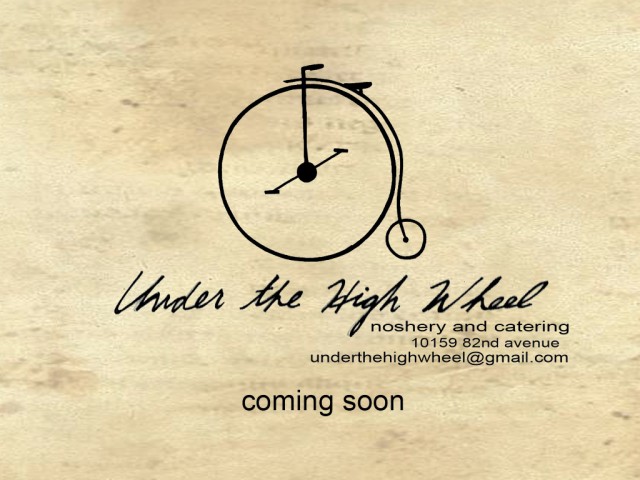 Under the High Wheel
noshery and catering
10159 82nd avenue
underthehighwheel@gmail.com
coming soon